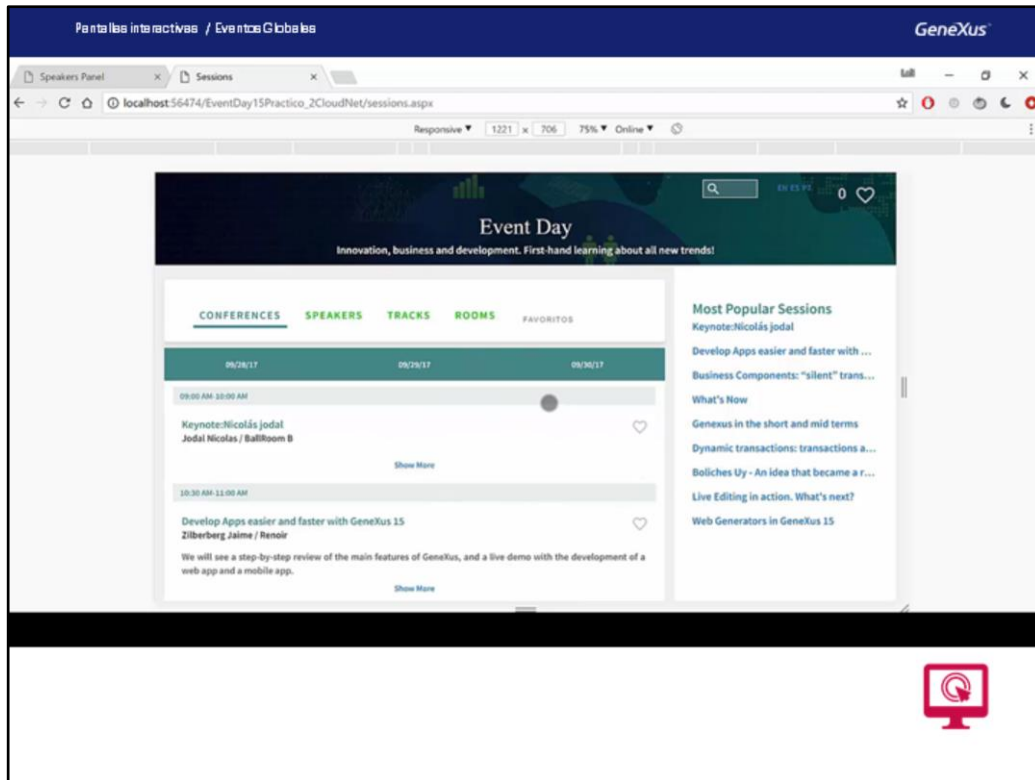 Pantallas interactivas / Eventos Globales
GeneXus
Speakers Panel
Sessions
localhost:56474/EventDay15Practico_2CloudNet/sessions.aspx
Responsive 1221 x 706 75% Online
EN ES PT
0
Event Day
Innovation, business and development. First-hand learning about all new trends!
CONFERENCES SPEAKERS TRACKS ROOMS FAVORITOS
09/28/17 09/29/17 09/30/17
09:00 AM-10:00 AM
Keynote:Nicolás jodal
Jodal Nicolas / BallRoom B
Show More
10:30 AM-11:00 AM
Develop Apps easier and faster with GeneXus 15
Zilberberg Jaime / Renoir
We will see a step-by-step review of the main features of GeneXus, and a live demo with the development of a
web app and a mobile app.
Show More
Most Popular Sessions
Keynote:Nicolás jodal
Develop Apps easier and faster with ...
Business Components: “silent” trans...
What's Now
Genexus in the short and mid terms
Dynamic transactions: transactions a...
Boliches Uy - An idea that became a r...
Live Editing in action. What's next?
Web Generators in GeneXus 15